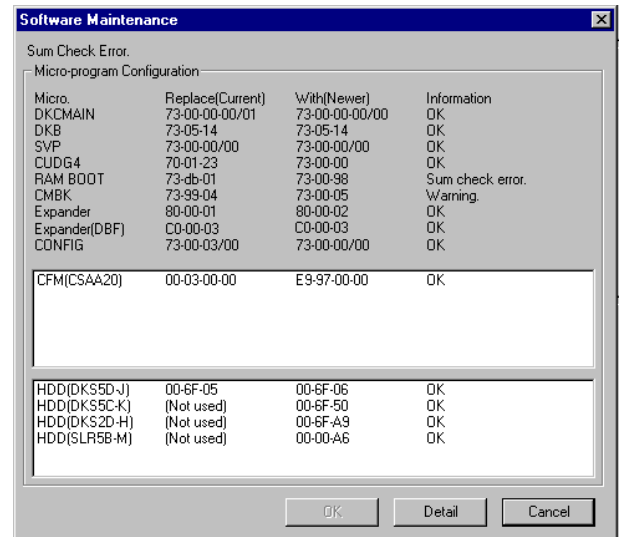 Software Maintenance
Sum Check Error.
Micro-program Configuration
Micro. Replace(Current) With(Newer) Information
DKCMAIN 73-00-00-00/01 73-00-00-00/00 OK
DKB 73-05-14 73-05-14 OK
SVP 73-00-00/00 73-00-00/00 OK
CUDG4 70-01-23 73-00-00 OK
RAM BOOT 73-db-01 73-00-98 Sum check error.
CMBK 73-99-04 73-00-05 Warning.
Expander 80-00-01 80-00-02 OK
Expander(DBF) C0-00-03 C0-00-03 OK
CONFIG 73-00-03/00 73-00-00/00 OK
CFM(CSAA20) 00-03-00-00 E9-97-00-00 OK
HDD(DKS5D-J) 00-6F-05 00-6F-06 OK
HDD(DKS5C-K) (Not used) 00-6F-50 OK
HDD(DKS2D-H) (Not used) 00-6F-A9 OK
HDD(SLR5B-M) (Not used) 00-00-A6 OK
OK Detail Cancel